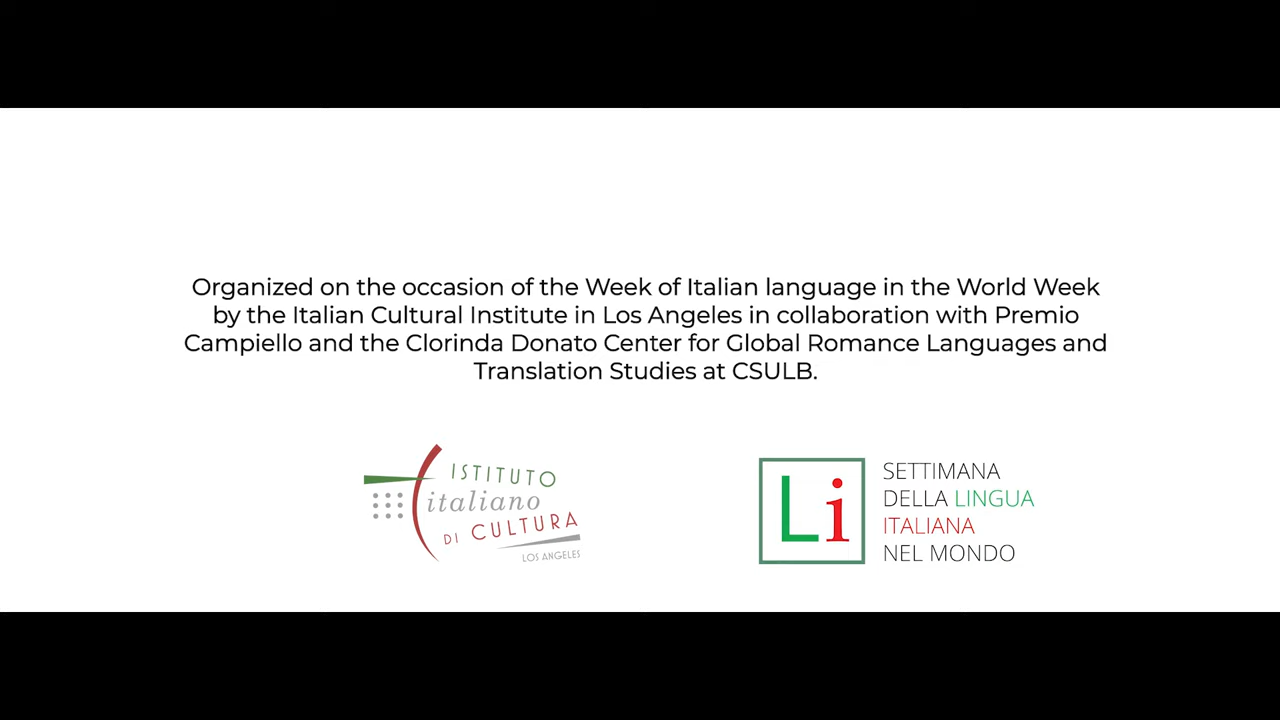 Organized on the occasion of the Week of Italian language in the World Week
by the Italian Cultural Institute in Los Angeles in collaboration with Premio
Campiello and the Clorinda Donato Center for Global Romance Languages and
Translation Studies at CSULB.
ISTITUTO
italiano
DI CULTURA
LOS ANGELES
Li
SETTIMANA
DELLA LINGUA
ITALIANA
NEL MONDO